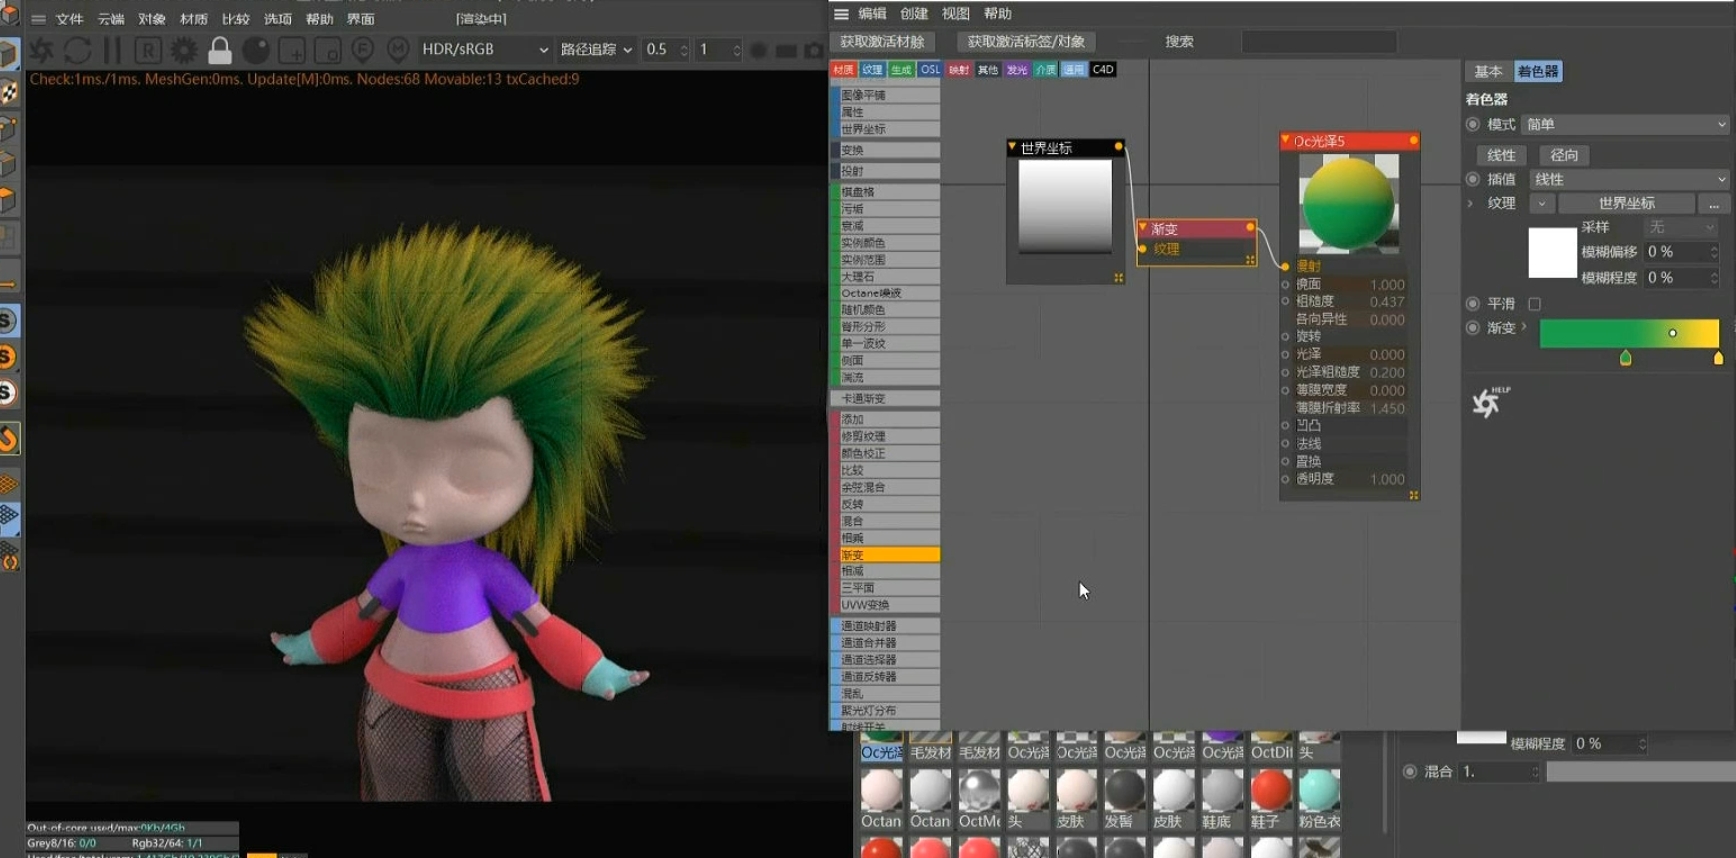 文件 云端 对象 材质 比较 选项 帮助 界面 [渲染中]
HDR/sRGB 路径追踪 0.5 1
Check:1ms./1ms. MeshGen:0ms. Update[M]:0ms. Nodes:68 Movable:13 txCached:9
Out-of-core used/max:0Kb/4Gb
Grey8/16: 0/0 Rgb32/64: 1/1
编辑 创建 视图 帮助
获取激活材除 获取激活标签/对象 搜索
材质 纹理 生成 OSL 映射 其他 发光 介质 通用 C4D
图像平铺
属性
世界坐标
变换
投射
棋盘格
污垢
衰减
实例颜色
实例范围
大理石
Octane噪波
随机颜色
脊形分形
单一波纹
侧面
湍流
卡通渐变
添加
修剪纹理
颜色校正
比较
余弦混合
反转
混合
相乘
渐变
相减
三平面
UVW变换
通道映射器
通道合并器
通道选择器
通道反转器
混乱
聚光灯分布
射线开关
世界坐标
渐变
纹理
Oc光泽5
漫射
镜面 1.000
粗糙度 0.437
各向异性 0.000
旋转
光泽 0.000
光泽粗糙度 0.200
薄膜宽度 0.000
薄膜折射率 1.450
凹凸
法线
置换
透明度 1.000
基本 着色器
着色器
模式 简单
线性 径向
插值 线性
纹理 世界坐标 ...
采样 无
模糊偏移 0 %
模糊程度 0 %
平滑
渐变
HELP
Oc光泽 毛发材 毛发材 Oc光泽 Oc光泽 Oc光泽 Oc光泽 Oc光泽 OctDif 头
Octan Octan OctMe 头 皮肤 发髻 皮肤 鞋底 鞋子 粉色衣
模糊程度 0 %
混合 1.